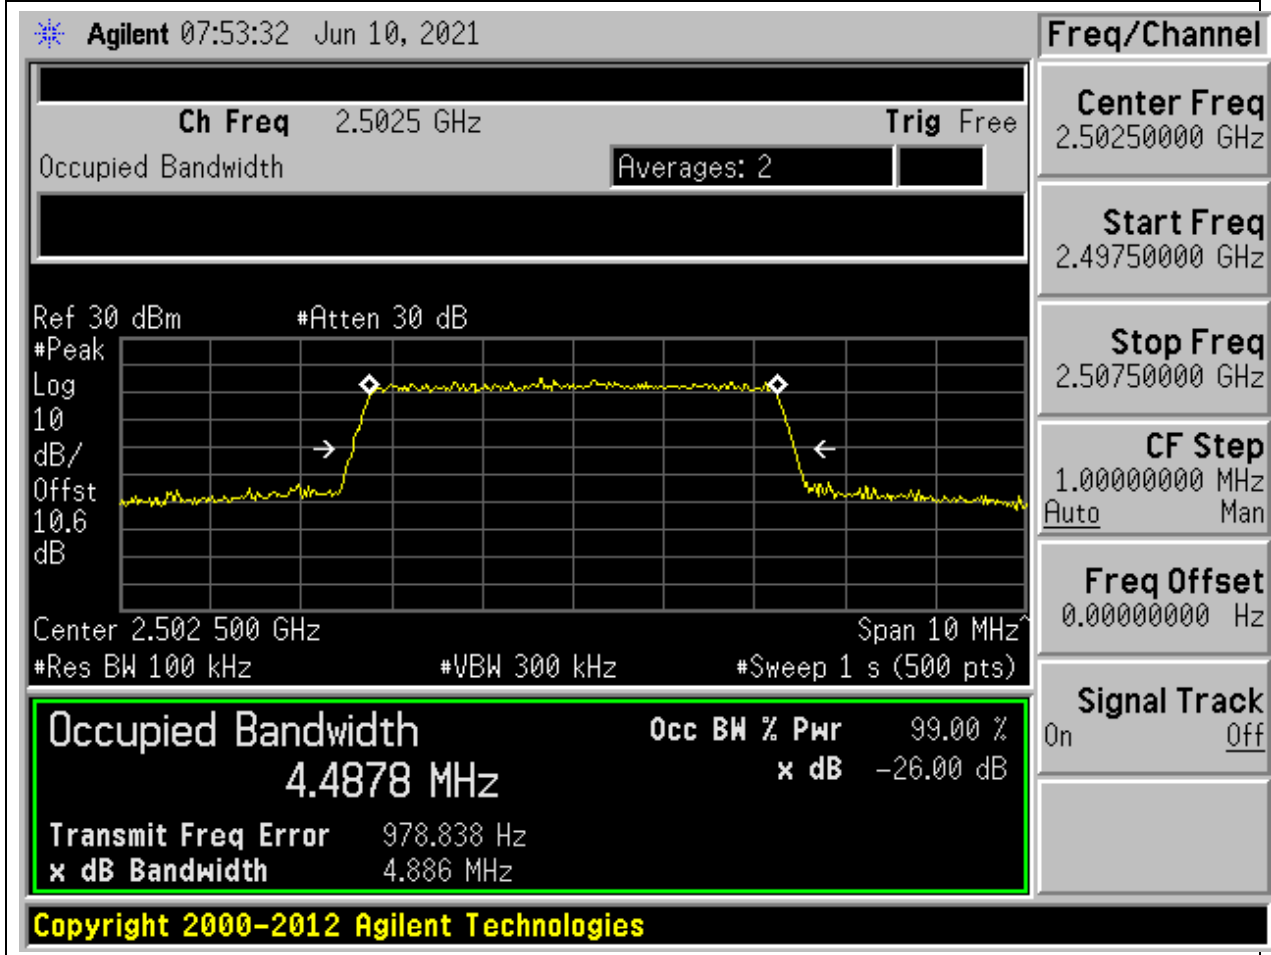 Agilent 07:53:32 Jun 10, 2021
Freq/Channel
Ch Freq 2.5025 GHz Trig Free
Occupied Bandwidth Averages: 2
Ref 30 dBm #Atten 30 dB
#Peak
Log
10
dB/
Offst
10.6
dB
Center 2.502 500 GHz Span 10 MHz^
#Res BW 100 kHz #VBW 300 kHz #Sweep 1 s (500 pts)
Occupied Bandwidth Occ BW % Pwr 99.00 %
4.4878 MHz x dB -26.00 dB
Transmit Freq Error 978.838 Hz
x dB Bandwidth 4.886 MHz
Center Freq
2.50250000 GHz
Start Freq
2.49750000 GHz
Stop Freq
2.50750000 GHz
CF Step
1.00000000 MHz
Auto Man
Freq Offset
0.00000000 Hz
Signal Track
On Off
Copyright 2000-2012 Agilent Technologies